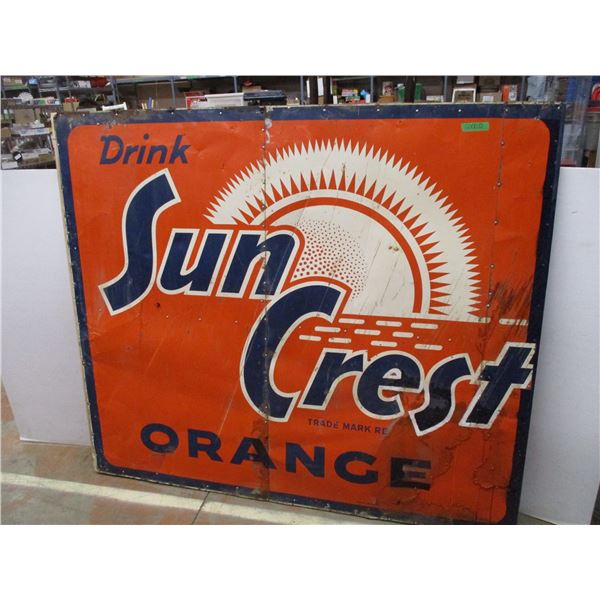 Drink
Sun
Crest
TRADE MARK RE
ORANGE